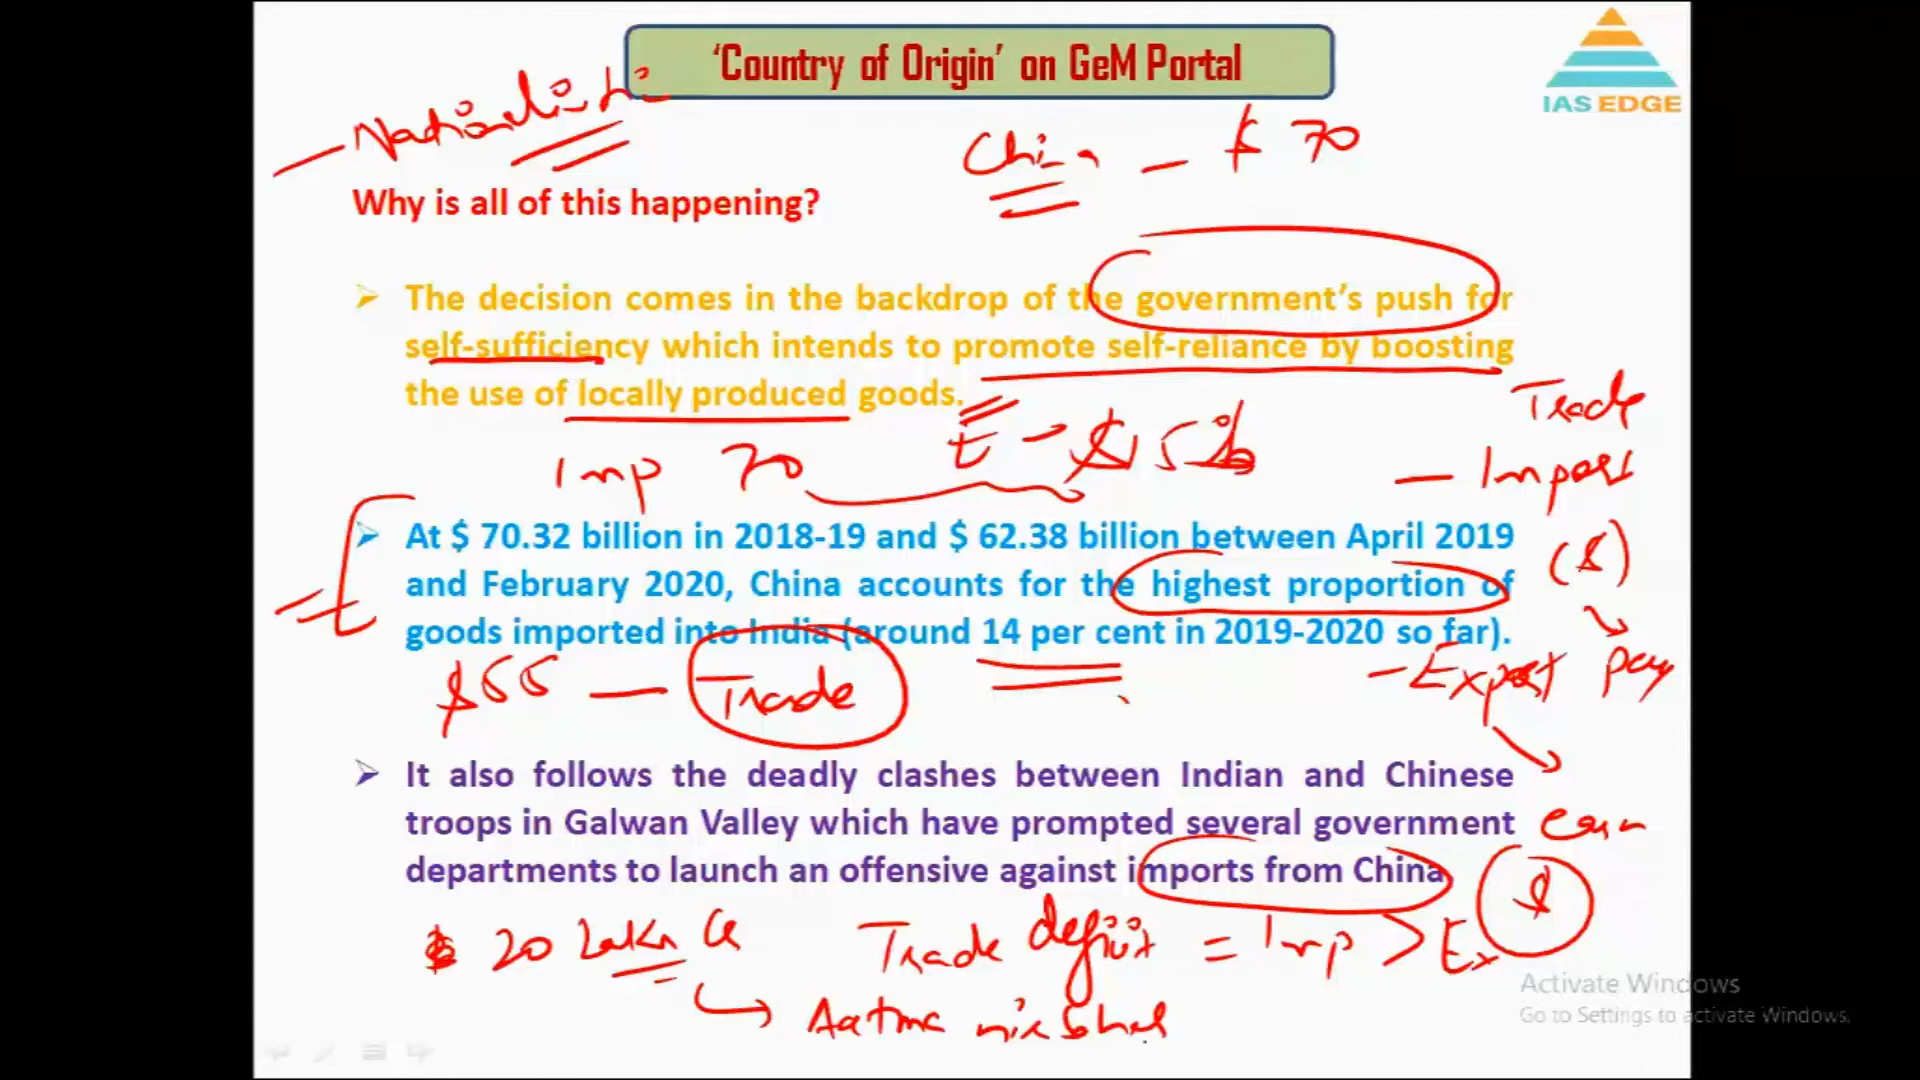 'Country of Origin' on GeM Portal
IAS EDGE
China - $ 70
Why is all of this happening?
The decision comes in the backdrop of the government's push for
self-sufficiency which intends to promote self-reliance by boosting
the use of locally produced goods.
Trade
Imp 70
- Import
At $ 70.32 billion in 2018-19 and $ 62.38 billion between April 2019
($)
and February 2020, China accounts for the highest proportion of
goods imported into India (around 14 per cent in 2019-2020 so far).
$55 - Trade
- Export
pay
It also follows the deadly clashes between Indian and Chinese
troops in Galwan Valley which have prompted several government
earn
departments to launch an offensive against imports from China
$
20 Lakh Cr
Trade deficit = Imp > Ex
Activate Windows
Go to Settings to activate Windows.